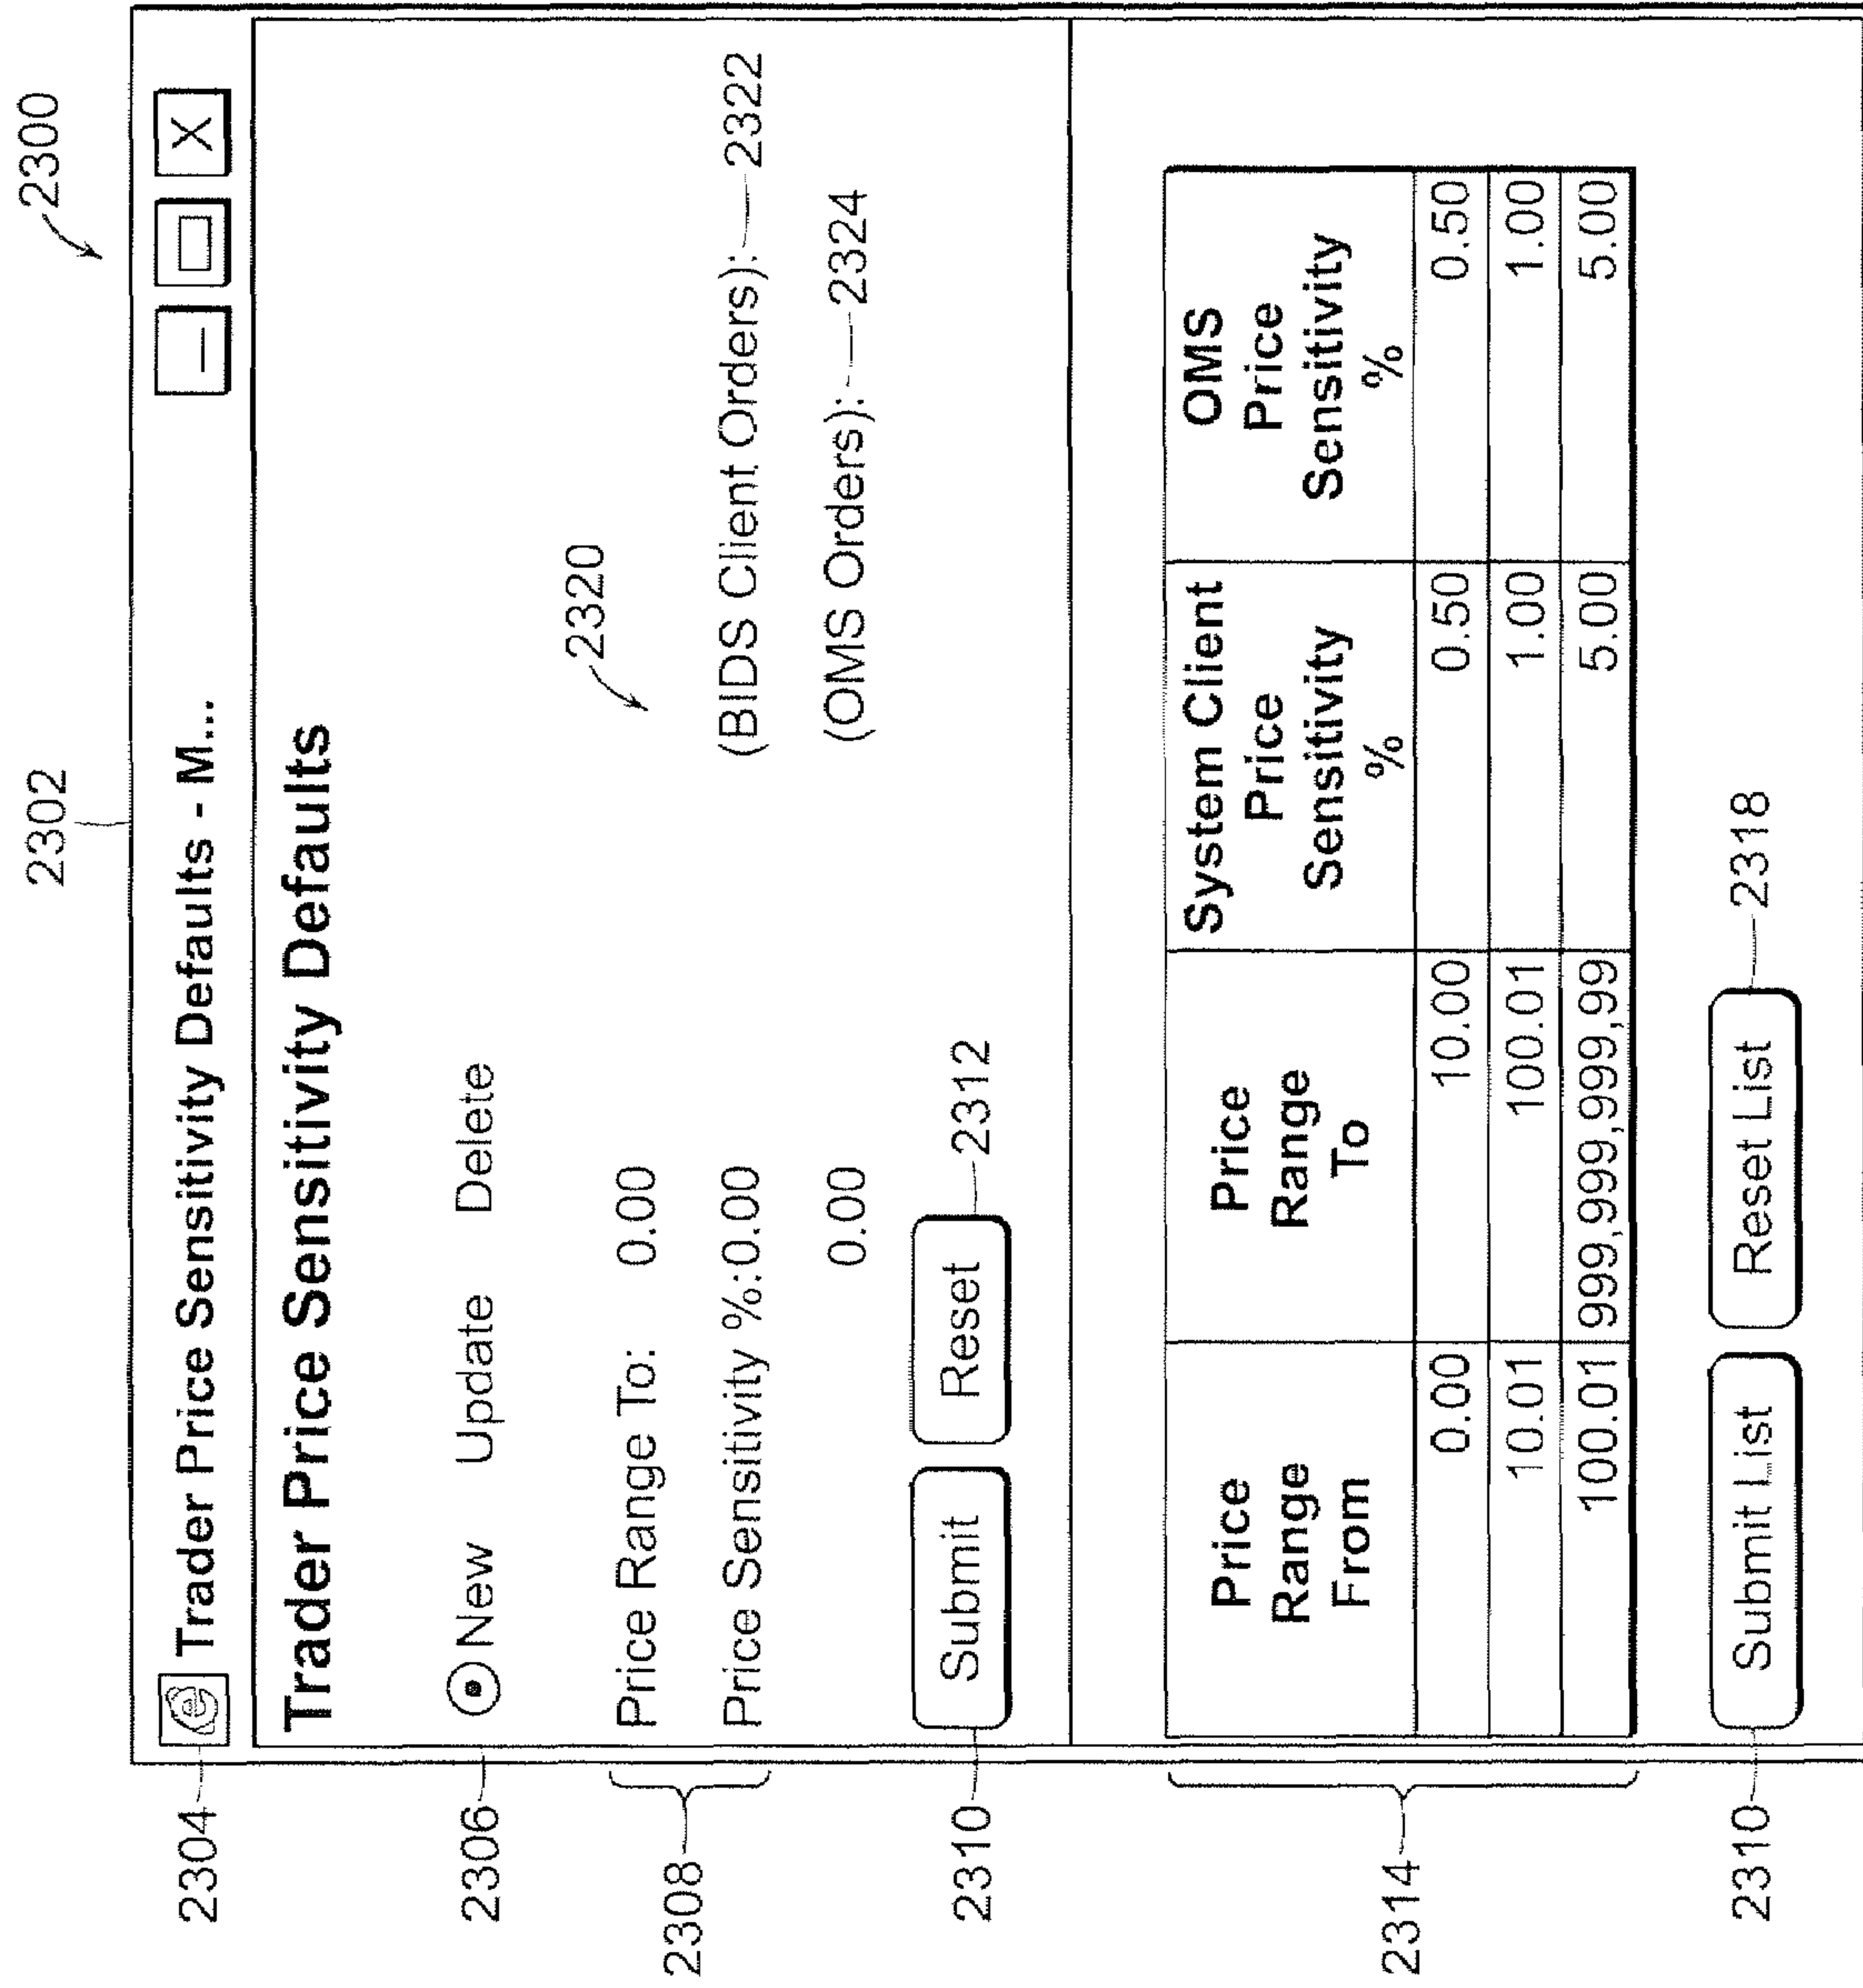 2300
2302
2304
Trader Price Sensitivity Defaults - M...
X
Trader Price Sensitivity Defaults
2306
New Update Delete
2320
2308
Price Range To: 0.00
Price Sensitivity %:0.00 (BIDS Client Orders): 2322
0.00 (OMS Orders): 2324
2310 Submit Reset 2312
2314
Price Range From Price Range To System Client Price Sensitivity % OMS Price Sensitivity %
0.00 10.00 0.50 0.50
10.01 100.01 1.00 1.00
100.01 999,999,999,999,99 5.00 5.00
2310 Submit List Reset List 2318